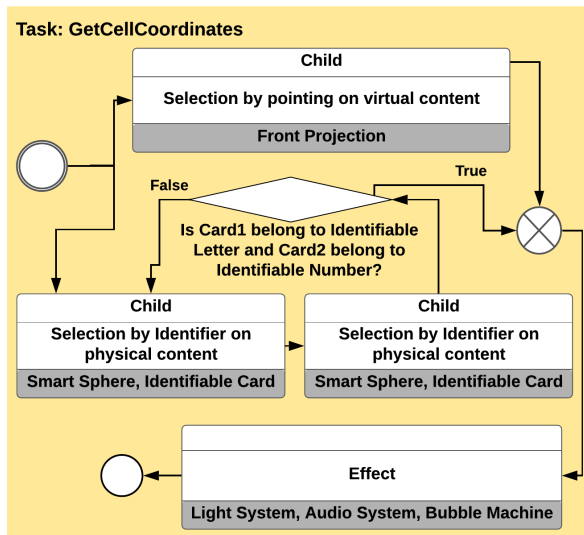 Task: GetCellCoordinates
Child
Selection by pointing on virtual content
Front Projection
True
False
Is Card1 belong to Identifiable
Letter and Card2 belong to
Identifiable Number?
Child
Selection by Identifier on
physical content
Smart Sphere, Identifiable Card
Child
Selection by Identifier on
physical content
Smart Sphere, Identifiable Card
Effect
Light System, Audio System, Bubble Machine